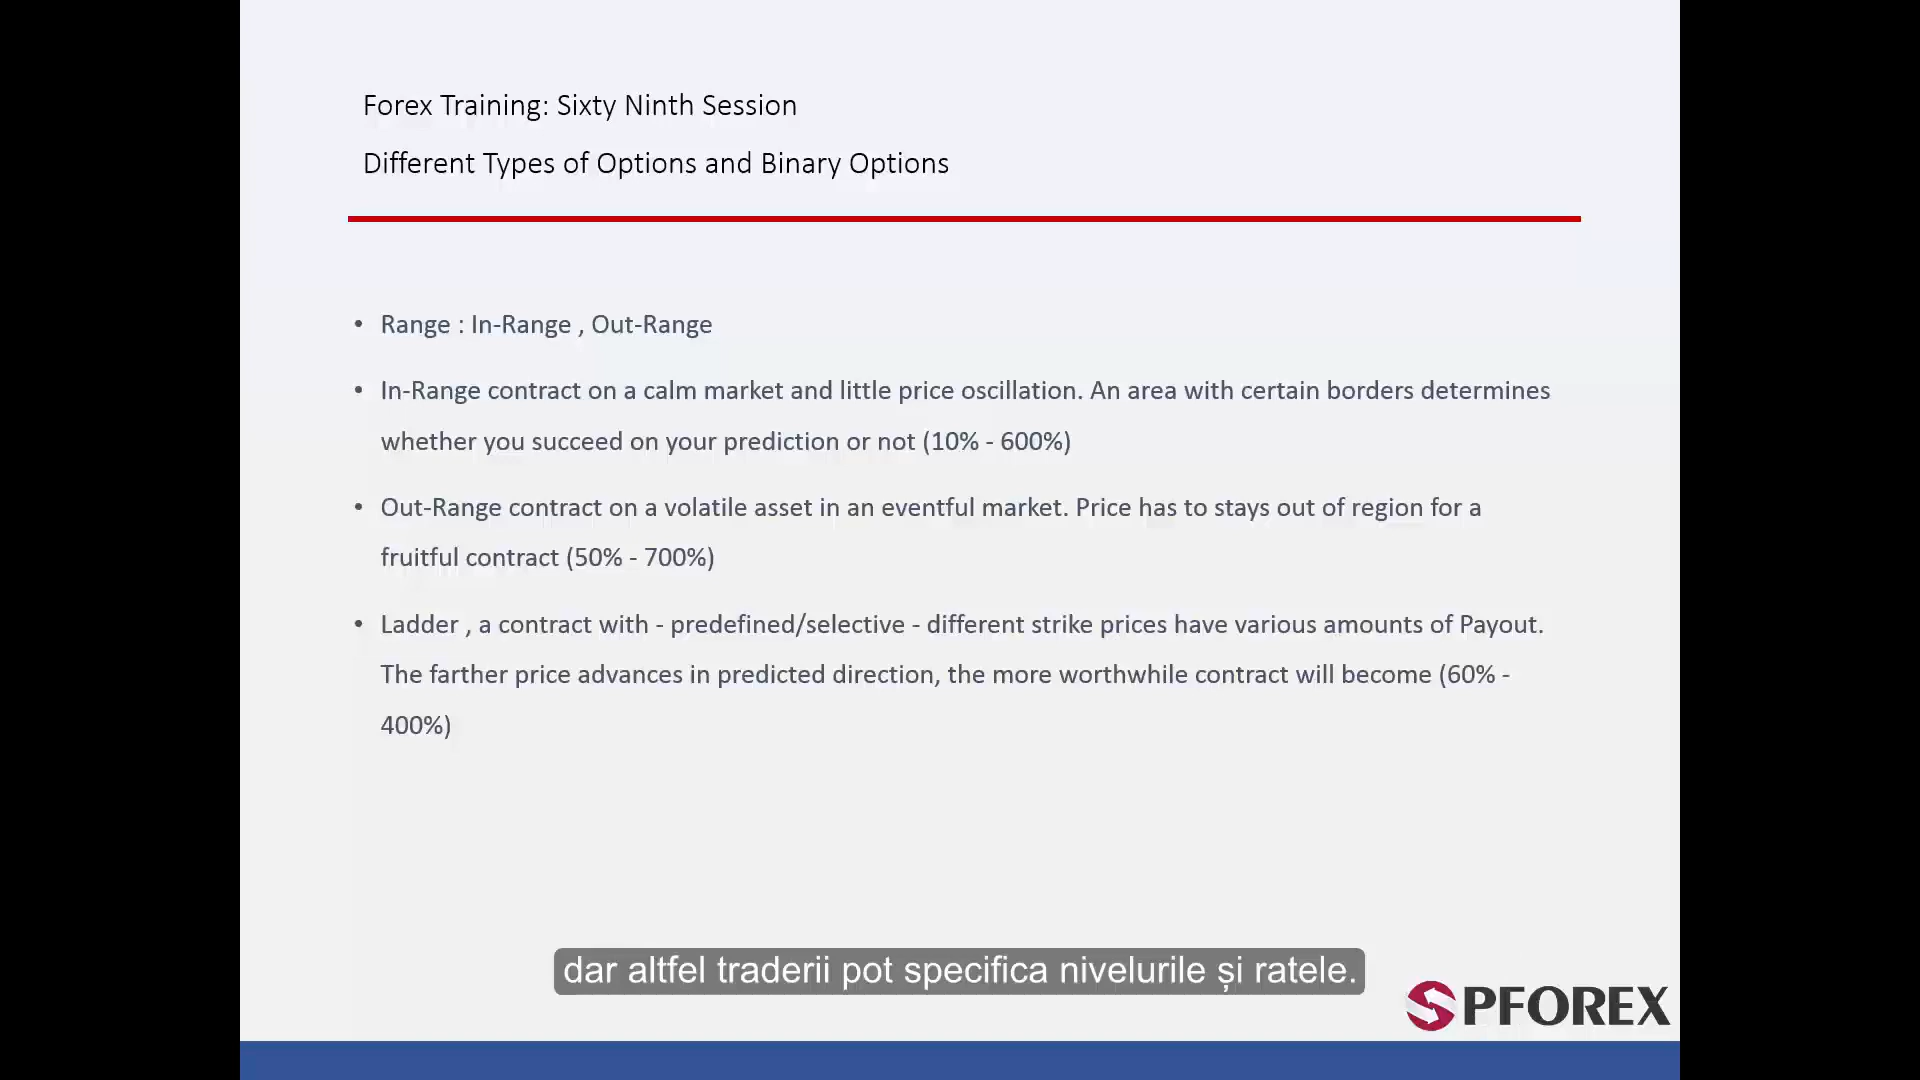 Forex Training: Sixty Ninth Session
Different Types of Options and Binary Options
• Range : In-Range , Out-Range
• In-Range contract on a calm market and little price oscillation. An area with certain borders determines
whether you succeed on your prediction or not (10% - 600%)
• Out-Range contract on a volatile asset in an eventful market. Price has to stays out of region for a
fruitful contract (50% - 700%)
• Ladder , a contract with - predefined/selective - different strike prices have various amounts of Payout.
The farther price advances in predicted direction, the more worthwhile contract will become (60% -
400%)
dar altfel traderii pot specifica nivelurile și ratele.
PFOREX